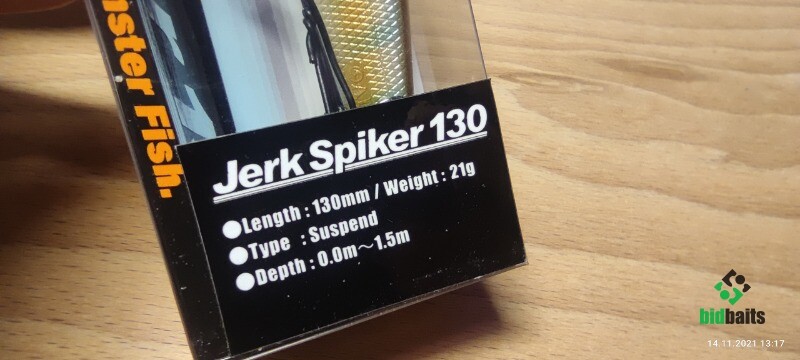 Fish.
Jerk Spiker 130
●Length : 130mm / Weight : 21g
●Type : Suspend
●Depth : 0.0m～1.5m
bidbaits
14.11.2021 13:17